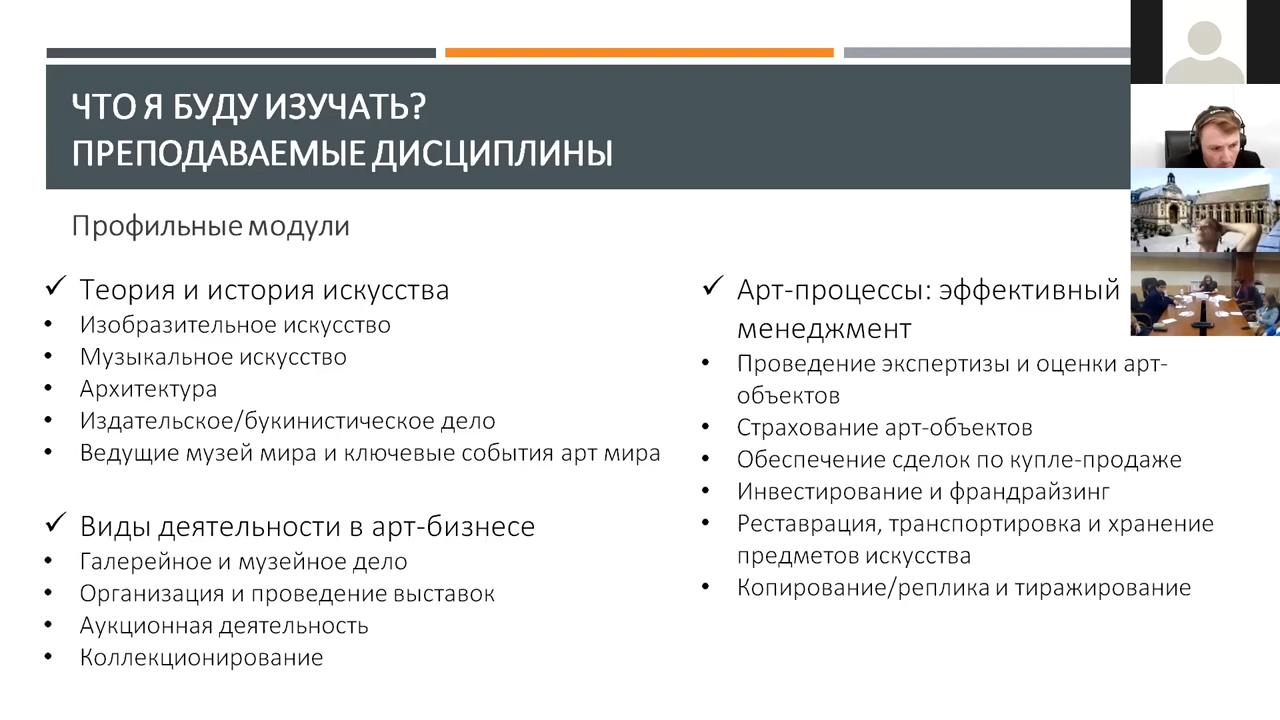 ЧТО Я БУДУ ИЗУЧАТЬ?
ПРЕПОДАВАЕМЫЕ ДИСЦИПЛИНЫ
Профильные модули
✓ Теория и история искусства
• Изобразительное искусство
• Музыкальное искусство
• Архитектура
• Издательское/букинистическое дело
• Ведущие музей мира и ключевые события арт мира
✓ Виды деятельности в арт-бизнесе
• Галерейное и музейное дело
• Организация и проведение выставок
• Аукционная деятельность
• Коллекционирование
✓ Арт-процессы: эффективный
менеджмент
• Проведение экспертизы и оценки арт-
объектов
• Страхование арт-объектов
• Обеспечение сделок по купле-продаже
• Инвестирование и франдрайзинг
• Реставрация, транспортировка и хранение
предметов искусства
• Копирование/реплика и тиражирование